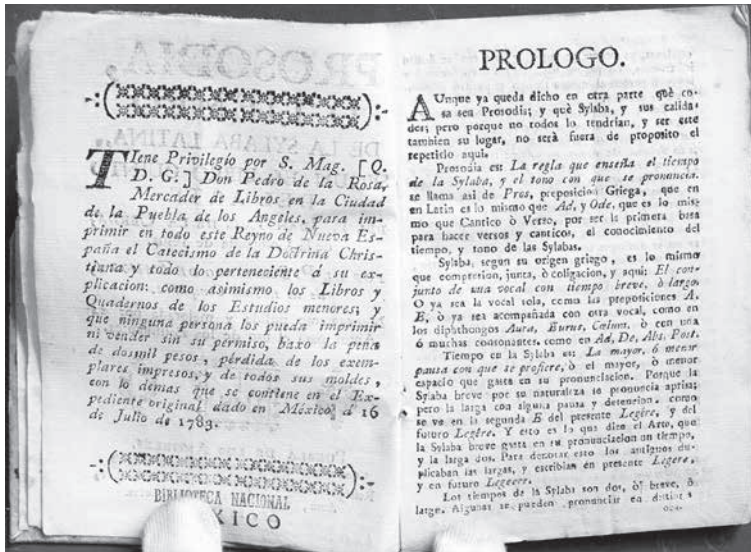 TIene Privilegio por S. Mag. [Q.
D. G.] Don Pedro de la Rosa,
Mercader de Libros en la Ciudad
de la Puebla de los Angeles, para im-
primir en todo este Reyno de Nueva Es-
paña el Catecismo de la Doctrina Chris-
tiana y todo lo perteneciente á su ex-
plicacion: como asimismo los Libros y
Quadernos de los Estudios menores; y
que ninguna persona los pueda imprimir
ni vender sin su permiso, baxo la pena
de dosmil pesos, pérdida de los exem-
plares impresos, y de todos sus moldes,
con lo demas que se contiene en el Ex-
pediente original dado en México á 16
de Julio de 1783.
BIBLIOTECA NACIONAL
XICO
PROLOGO.
AUnque ya queda dicho en otra parte què co-
sa sea Prosodia; y què Sylaba, y sus calida-
des; pero porque no todos lo tendrian, y ser este
tambien su lugar, no será fuera de proposito el
repetirlo aqui.
Prosodia es: La regla que enseña el tiempo
de la Sylaba, y el tono con que se pronuncia.
se llama asi de Pros, preposicion Griega, que en
en Latin es lo mismo que Ad, y Ode, que es lo mis-
mo que Cantico ò Verso, por ser la primera basa
para hacer versos y canticos, el conocimiento del
tiempo, y tono de las Sylabas.
Sylaba, segun su origen griego, es lo mismo
que compresion, junta, ò coligacion, y aqui: El con-
junto de una vocal con tiempo breve, ò largo.
O ya sea la vocal sola, como las preposiciones A,
E, ò ya sea acompañada con otra vocal, como en
los diphthongos Aura, Eurus, Cœlum, ò con una
ó muchas consonantes, como en Ad, De, Abs, Post.
Tiempo en la Sylaba es: La mayor, ó menor
pausa con que se profiere, ò el mayor, ò menor
espacio que gasta en su pronunciacion. Porque la
Sylaba breve por su naturaleza se pronuncia aprisa;
pero la larga con alguna pausa y detencion. como
se ve en la segunda E del presente Legĕre, y del
futuro Legēre. Y esto es lo que dice el Arte, que
la Sylaba breve gasta en su pronunciacion un tiempo,
y la larga dos. Para denotar esto los antiguos du-
plicaban las largas, y escribian en presente Legere,
y en futuro Legeere.
Los tiempos de la Sylaba son dos, ò breve, ò
largo. Algunas se pueden pronunciar en